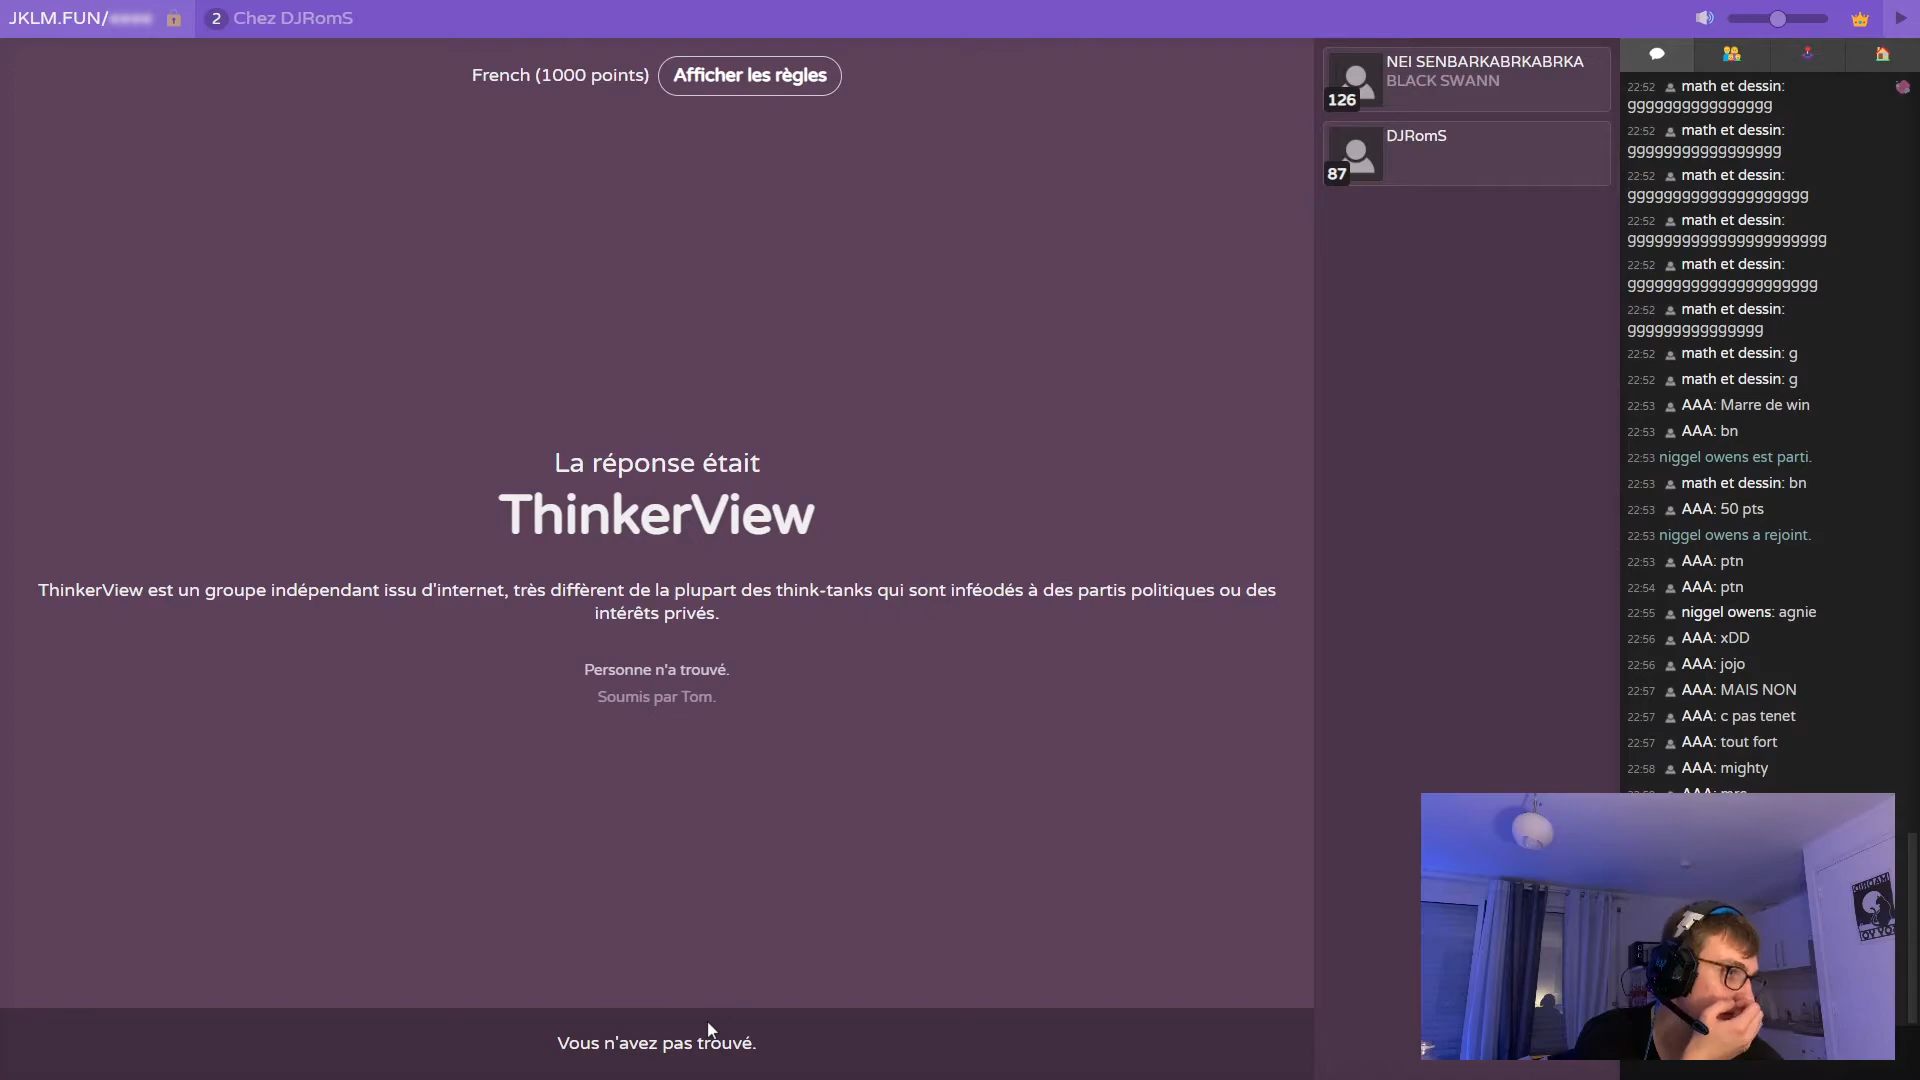 JKLM.FUN/
2 Chez DJRomS
French (1000 points) Afficher les règles
La réponse était
ThinkerView
ThinkerView est un groupe indépendant issu d'internet, très diffèrent de la plupart des think-tanks qui sont inféodés à des partis politiques ou des
intérêts privés.
Personne n'a trouvé.
Soumis par Tom.
Vous n'avez pas trouvé.
NEI SENBARKABRKABRKA
BLACK SWANN
126
DJRomS
87
22:52 math et dessin:
gggggggggggggggg
22:52 math et dessin:
ggggggggggggggggg
22:52 math et dessin:
gggggggggggggggggggg
22:52 math et dessin:
gggggggggggggggggggggg
22:52 math et dessin:
ggggggggggggggggggggg
22:52 math et dessin:
ggggggggggggggg
22:52 math et dessin: g
22:52 math et dessin: g
22:53 AAA: Marre de win
22:53 AAA: bn
22:53 niggel owens est parti.
22:53 math et dessin: bn
22:53 AAA: 50 pts
22:53 niggel owens a rejoint.
22:53 AAA: ptn
22:54 AAA: ptn
22:55 niggel owens: agnie
22:56 AAA: xDD
22:56 AAA: jojo
22:57 AAA: MAIS NON
22:57 AAA: c pas tenet
22:57 AAA: tout fort
22:58 AAA: mighty